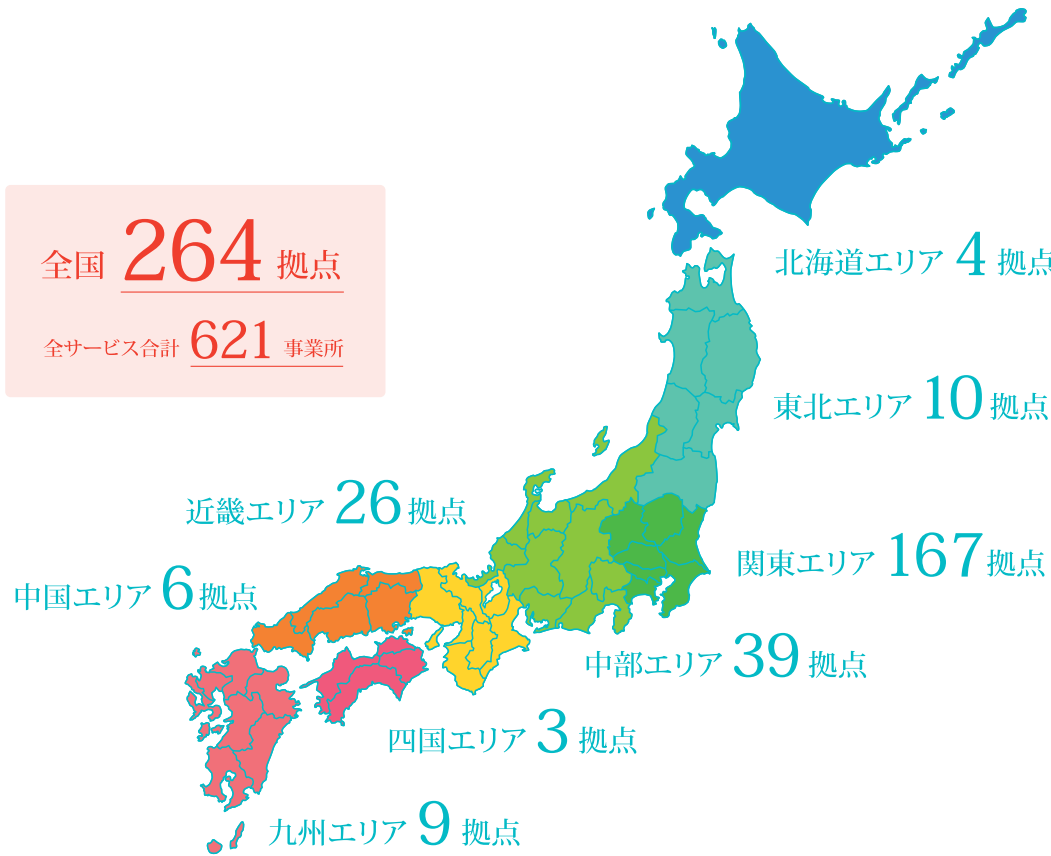 全国 264 拠点
全サービス合計 621 事業所
北海道エリア 4 拠点
東北エリア 10 拠点
近畿エリア 26 拠点
関東エリア 167 拠点
中国エリア 6 拠点
中部エリア 39 拠点
四国エリア 3 拠点
九州エリア 9 拠点